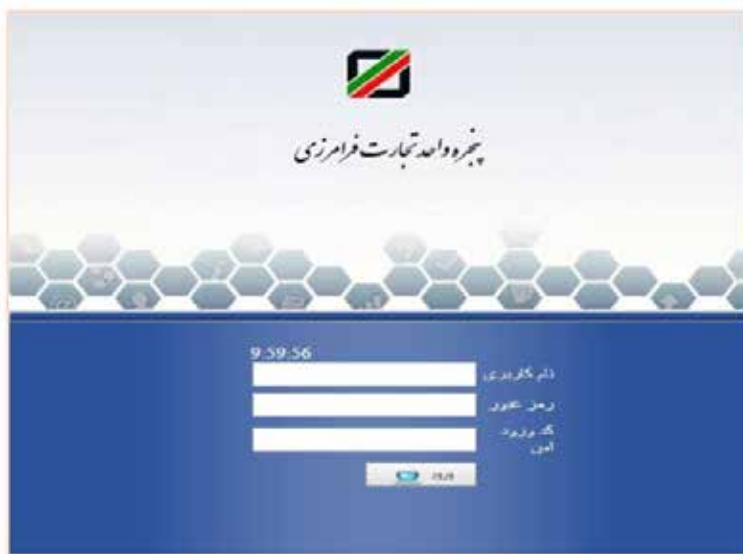 پنجره واحد تجارت فرامرزی
9:59:56
نام کاربری
رمز عبور
کد ورود
امن
ورود